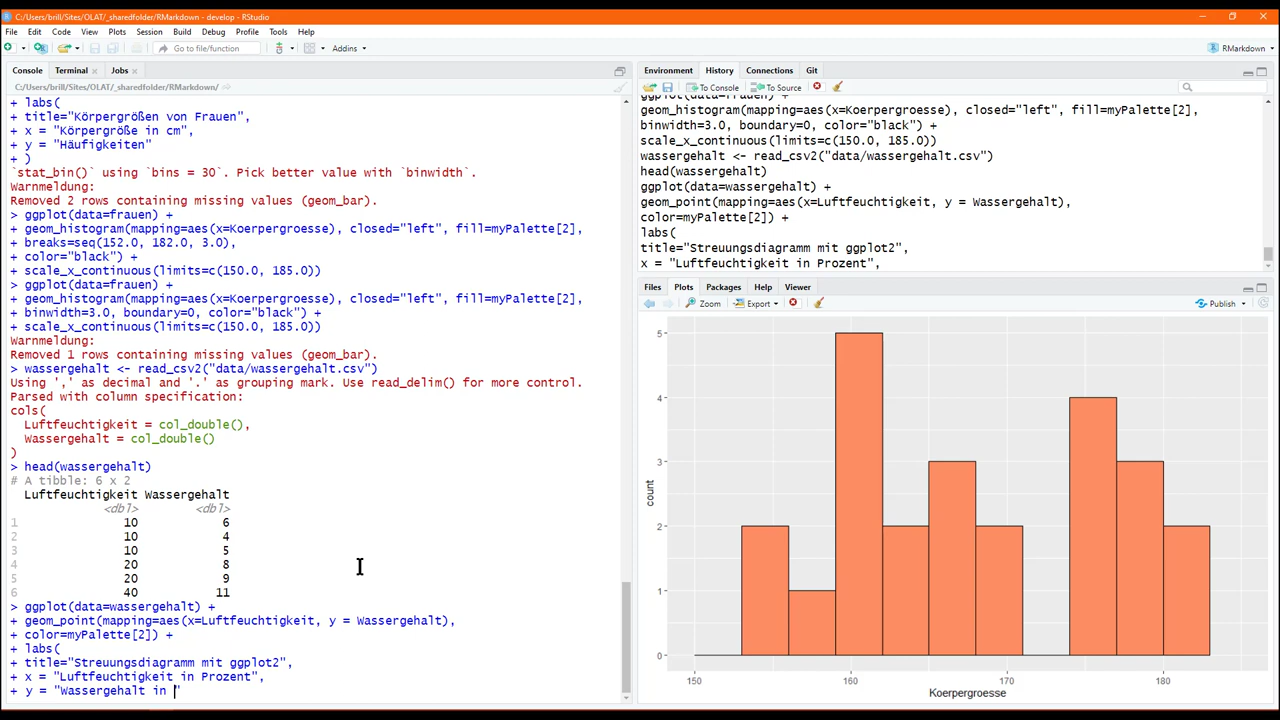 C:/Users/brill/Sites/OLAT/_sharedfolder/RMarkdown - develop - RStudio
File Edit Code View Plots Session Build Debug Profile Tools Help
Go to file/function Addins RMarkdown
Console Terminal Jobs
C:/Users/brill/Sites/OLAT/_sharedfolder/RMarkdown/
+ labs(
+ title="Körpergrößen von Frauen",
+ x = "Körpergröße in cm",
+ y = "Häufigkeiten"
+ )
`stat_bin()` using `bins = 30`. Pick better value with `binwidth`.
Warnmeldung:
Removed 2 rows containing missing values (geom_bar).
> ggplot(data=frauen) +
+ geom_histogram(mapping=aes(x=Koerpergroesse), closed="left", fill=myPalette[2],
+ breaks=seq(152.0, 182.0, 3.0),
+ color="black") +
+ scale_x_continuous(limits=c(150.0, 185.0))
> ggplot(data=frauen) +
+ geom_histogram(mapping=aes(x=Koerpergroesse), closed="left", fill=myPalette[2],
+ binwidth=3.0, boundary=0, color="black") +
+ scale_x_continuous(limits=c(150.0, 185.0))
Warnmeldung:
Removed 1 rows containing missing values (geom_bar).
> wassergehalt <- read_csv2("data/wassergehalt.csv")
Using ',' as decimal and '.' as grouping mark. Use read_delim() for more control.
Parsed with column specification:
cols(
Luftfeuchtigkeit = col_double(),
Wassergehalt = col_double()
)
> head(wassergehalt)
# A tibble: 6 x 2
Luftfeuchtigkeit Wassergehalt
<dbl> <dbl>
1 10 6
2 10 4
3 10 5
4 20 8
5 20 9
6 40 11
> ggplot(data=wassergehalt) +
+ geom_point(mapping=aes(x=Luftfeuchtigkeit, y = Wassergehalt),
+ color=myPalette[2]) +
+ labs(
+ title="Streuungsdiagramm mit ggplot2",
+ x = "Luftfeuchtigkeit in Prozent",
+ y = "Wassergehalt in "
Environment History Connections Git
To Console To Source
ggplot(data=frauen) +
geom_histogram(mapping=aes(x=Koerpergroesse), closed="left", fill=myPalette[2],
binwidth=3.0, boundary=0, color="black") +
scale_x_continuous(limits=c(150.0, 185.0))
wassergehalt <- read_csv2("data/wassergehalt.csv")
head(wassergehalt)
ggplot(data=wassergehalt) +
geom_point(mapping=aes(x=Luftfeuchtigkeit, y = Wassergehalt),
color=myPalette[2]) +
labs(
title="Streuungsdiagramm mit ggplot2",
x = "Luftfeuchtigkeit in Prozent",
Files Plots Packages Help Viewer
Zoom Export Publish
5
4
3
2
1
0
count
150 160 170 180
Koerpergroesse